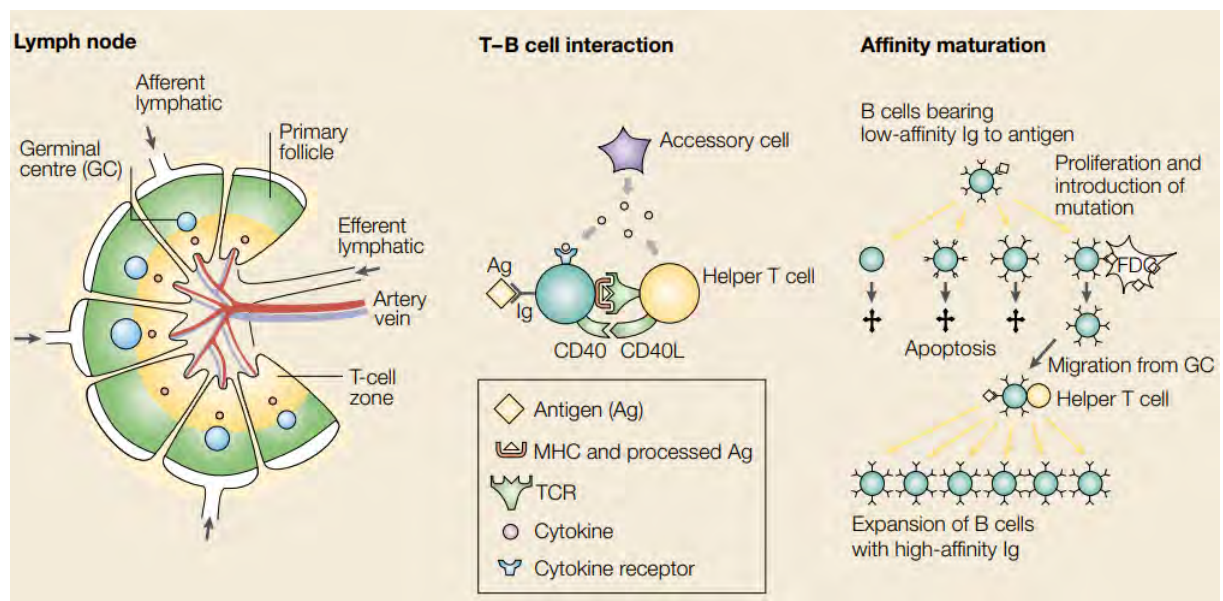 Lymph node
Afferent
lymphatic
Germinal
centre (GC)
Primary
follicle
Efferent
lymphatic
Artery
vein
T-cell
zone
T–B cell interaction
Accessory cell
Ag
Ig
Helper T cell
CD40
CD40L
Antigen (Ag)
MHC and processed Ag
TCR
Cytokine
Cytokine receptor
Affinity maturation
B cells bearing
low-affinity Ig to antigen
Proliferation and
introduction of
mutation
FDC
Apoptosis
Migration from GC
Helper T cell
Expansion of B cells
with high-affinity Ig